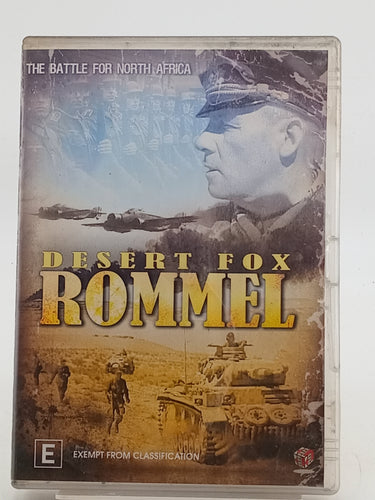 THE BATTLE FOR NORTH AFRICA
DESERT FOX
ROMMEL
E
EXEMPT FROM CLASSIFICATION